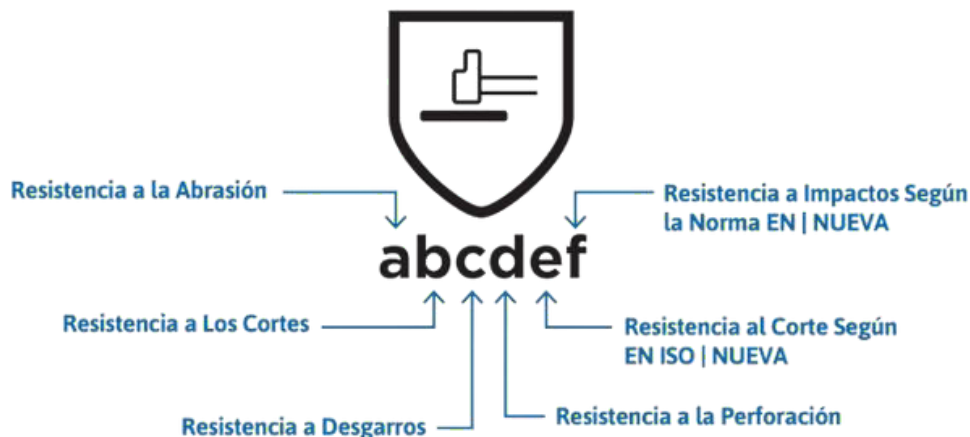 Resistencia a la Abrasión
Resistencia a Impactos Según
la Norma EN | NUEVA
abcdef
Resistencia a Los Cortes
Resistencia al Corte Según
EN ISO | NUEVA
Resistencia a Desgarros
Resistencia a la Perforación